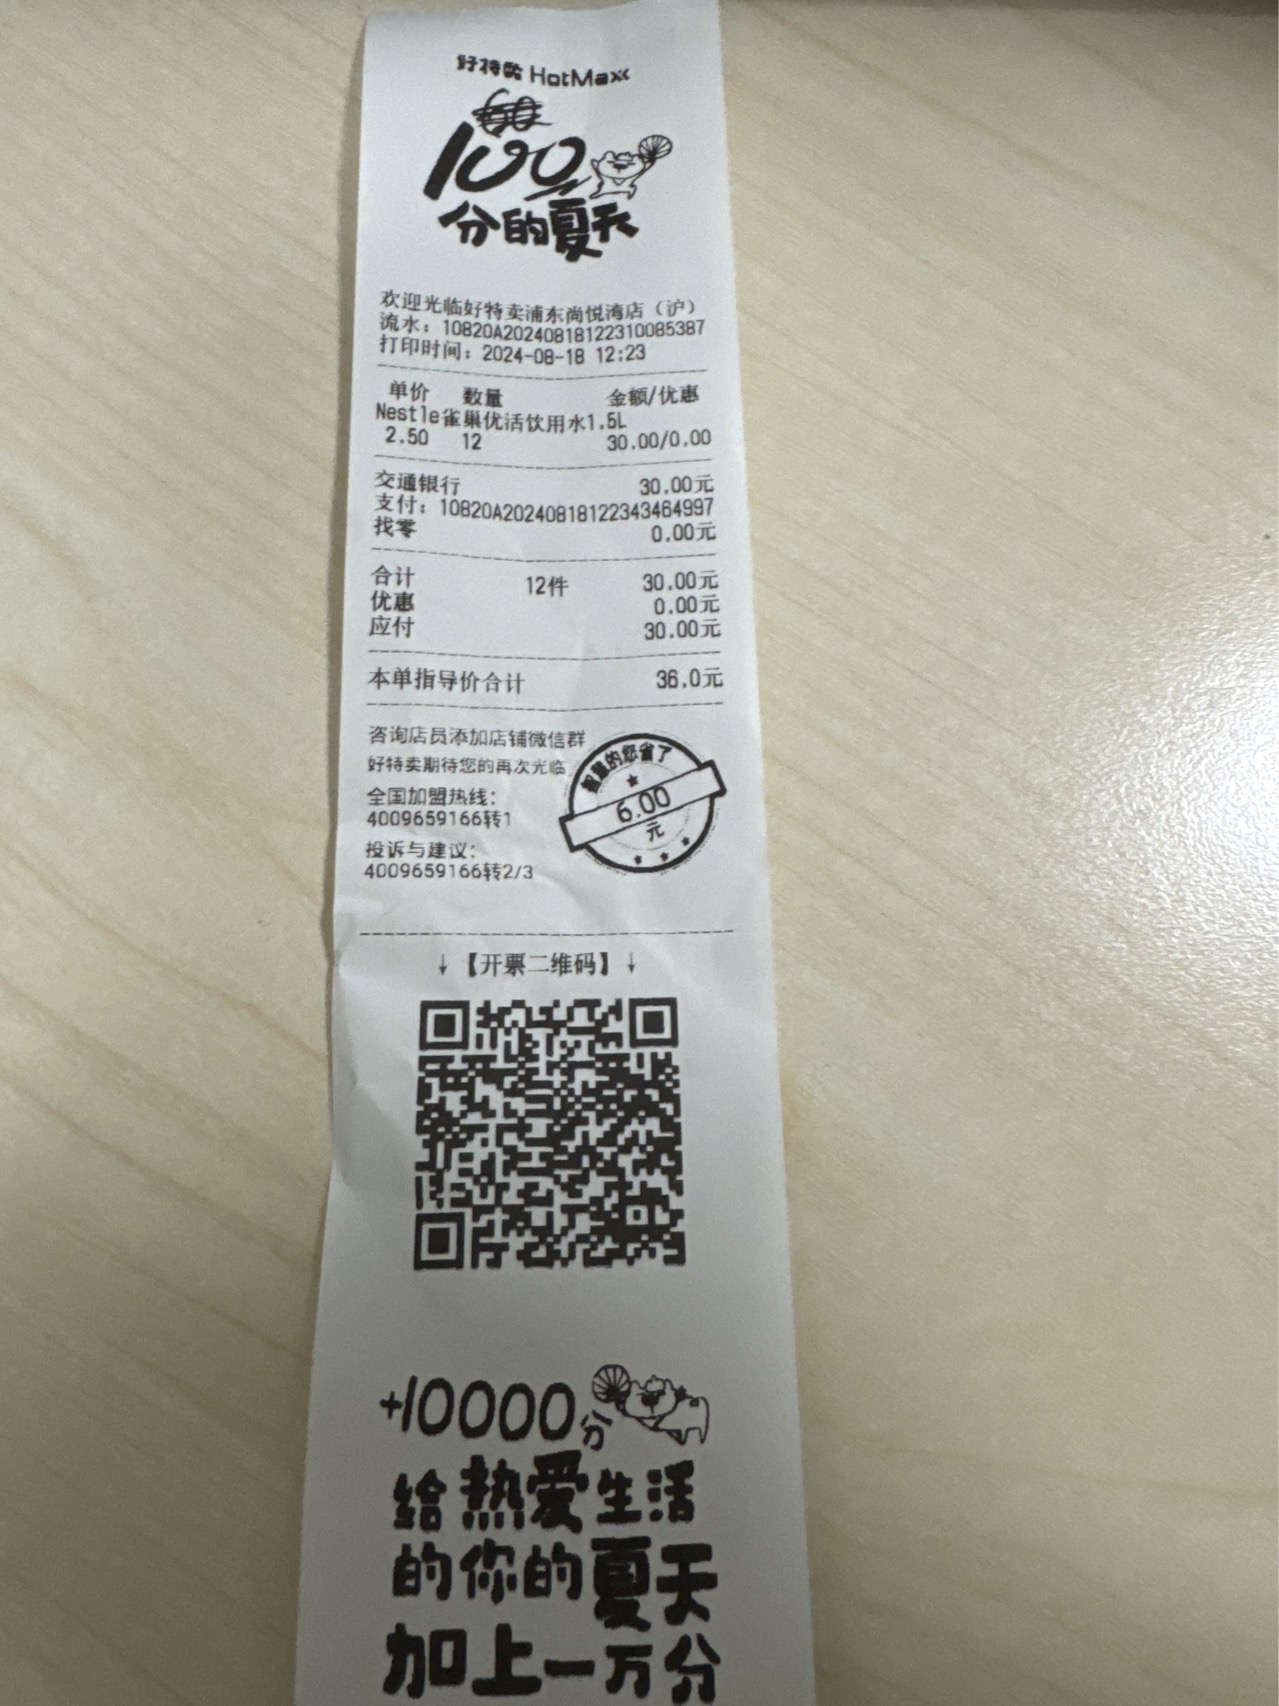 好特卖 HotMaxx
60
100
分的夏天
欢迎光临好特卖浦东尚悦湾店（沪）
流水：10820A20240818122310085387
打印时间：2024-08-18 12:23
单价 数量 金额/优惠
Nestle雀巢优活饮用水1.5L
2.50 12 30.00/0.00
交通银行 30.00元
支付：10820A20240818122343464997
找零 0.00元
合计 12件 30.00元
优惠 0.00元
应付 30.00元
本单指导价合计 36.0元
咨询店员添加店铺微信群
好特卖期待您的再次光临
全国加盟热线：
4009659166转1
投诉与建议：
4009659166转2/3
智慧的您省了
6.00
元
↓【开票二维码】↓
+10000分
给热爱生活
的你的夏天
加上一万分